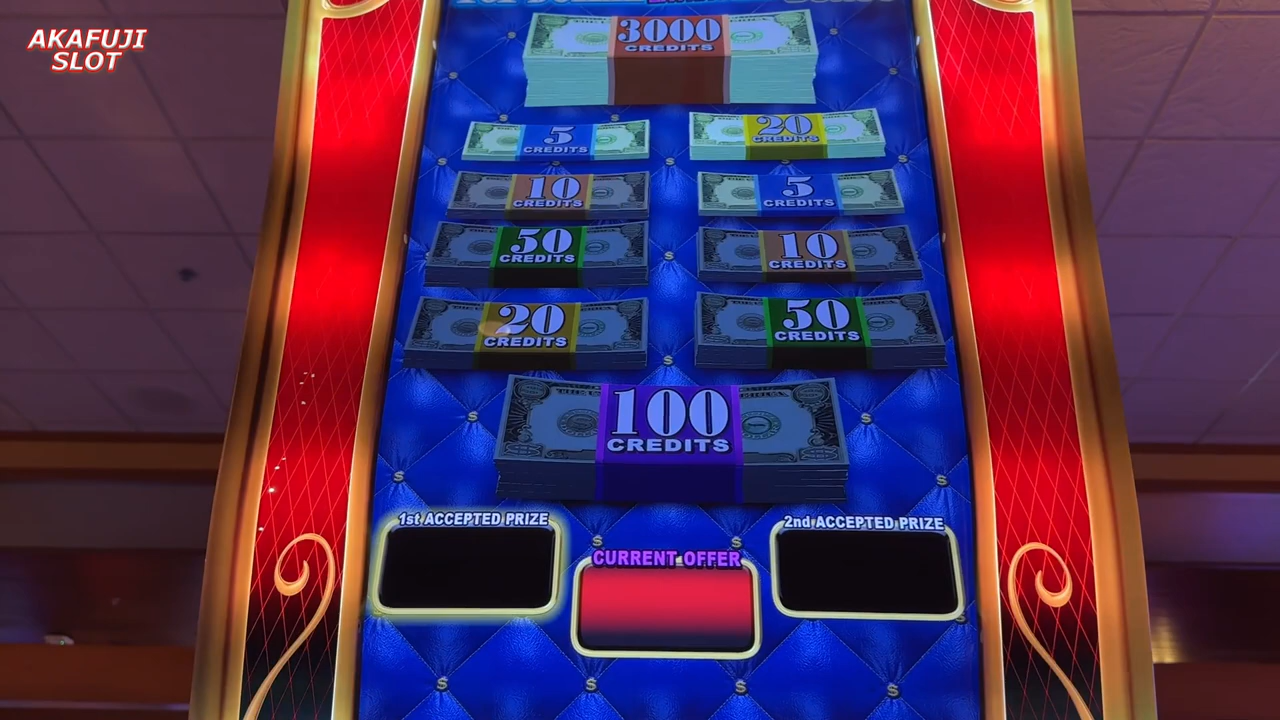 AKAFUJI
SLOT
3000
CREDITS
5
CREDITS
20
CREDITS
10
CREDITS
5
CREDITS
50
CREDITS
10
CREDITS
20
CREDITS
50
CREDITS
100
CREDITS
1st ACCEPTED PRIZE
2nd ACCEPTED PRIZE
CURRENT OFFER